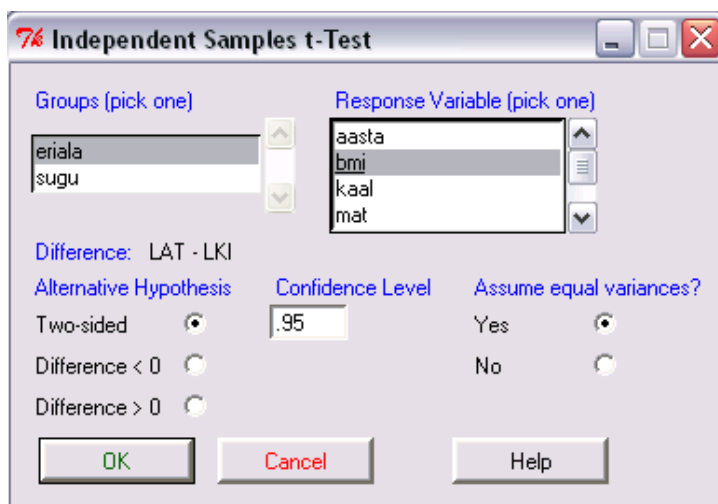 Independent Samples t-Test
Groups (pick one)
Response Variable (pick one)
eriala
sugu
aasta
bmi
kaal
mat
Difference: LAT - LKI
Alternative Hypothesis
Confidence Level
Assume equal variances?
Two-sided
.95
Yes
Difference < 0
No
Difference > 0
OK
Cancel
Help